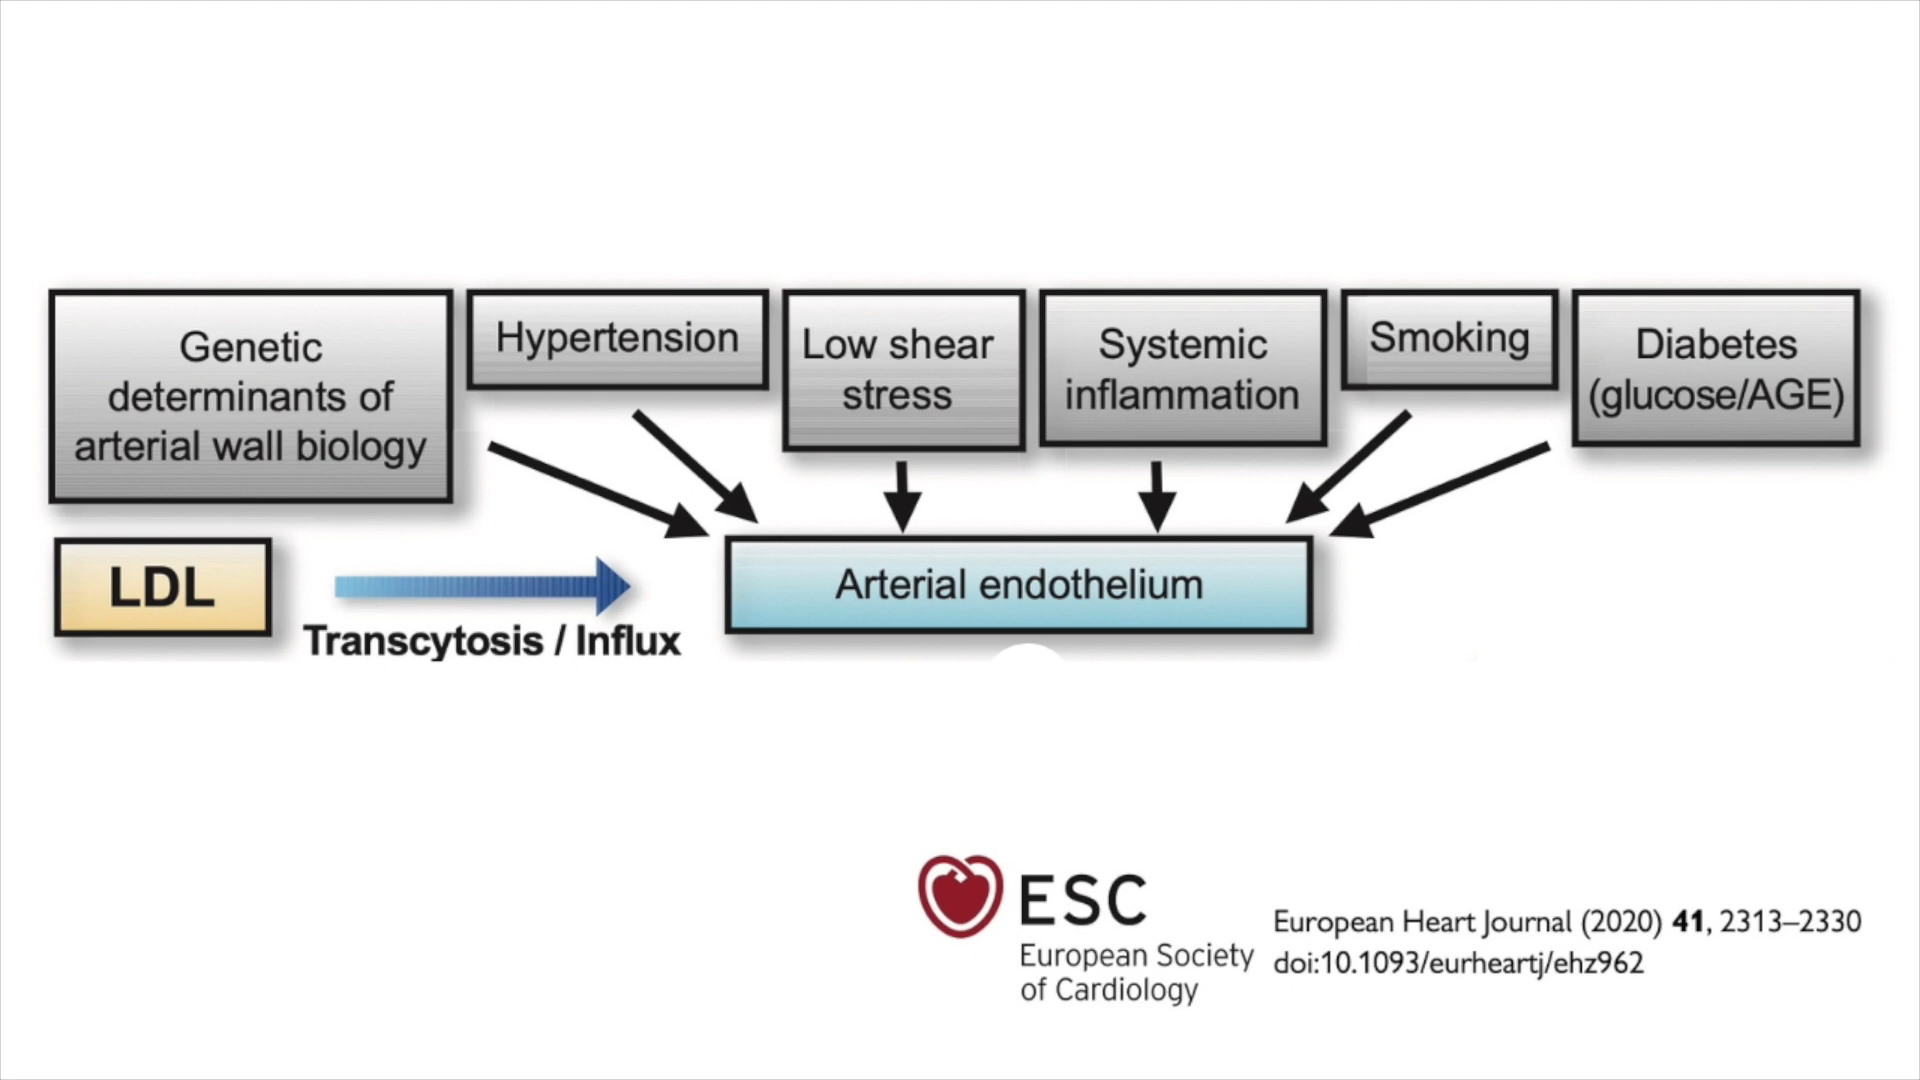 Genetic
determinants of
arterial wall biology
Hypertension
Low shear
stress
Systemic
inflammation
Smoking
Diabetes
(glucose/AGE)
LDL
Transcytosis / Influx
Arterial endothelium
ESC
European Society
of Cardiology
European Heart Journal (2020) 41, 2313–2330
doi:10.1093/eurheartj/ehz962